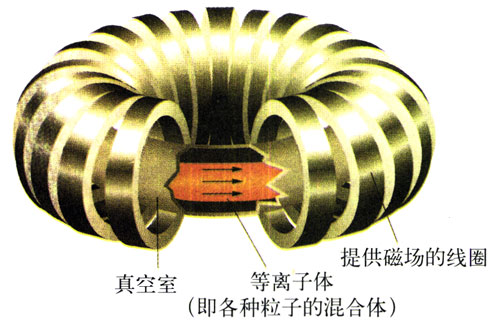 提供磁场的线圈
真空室
等离子体
（即各种粒子的混合体）